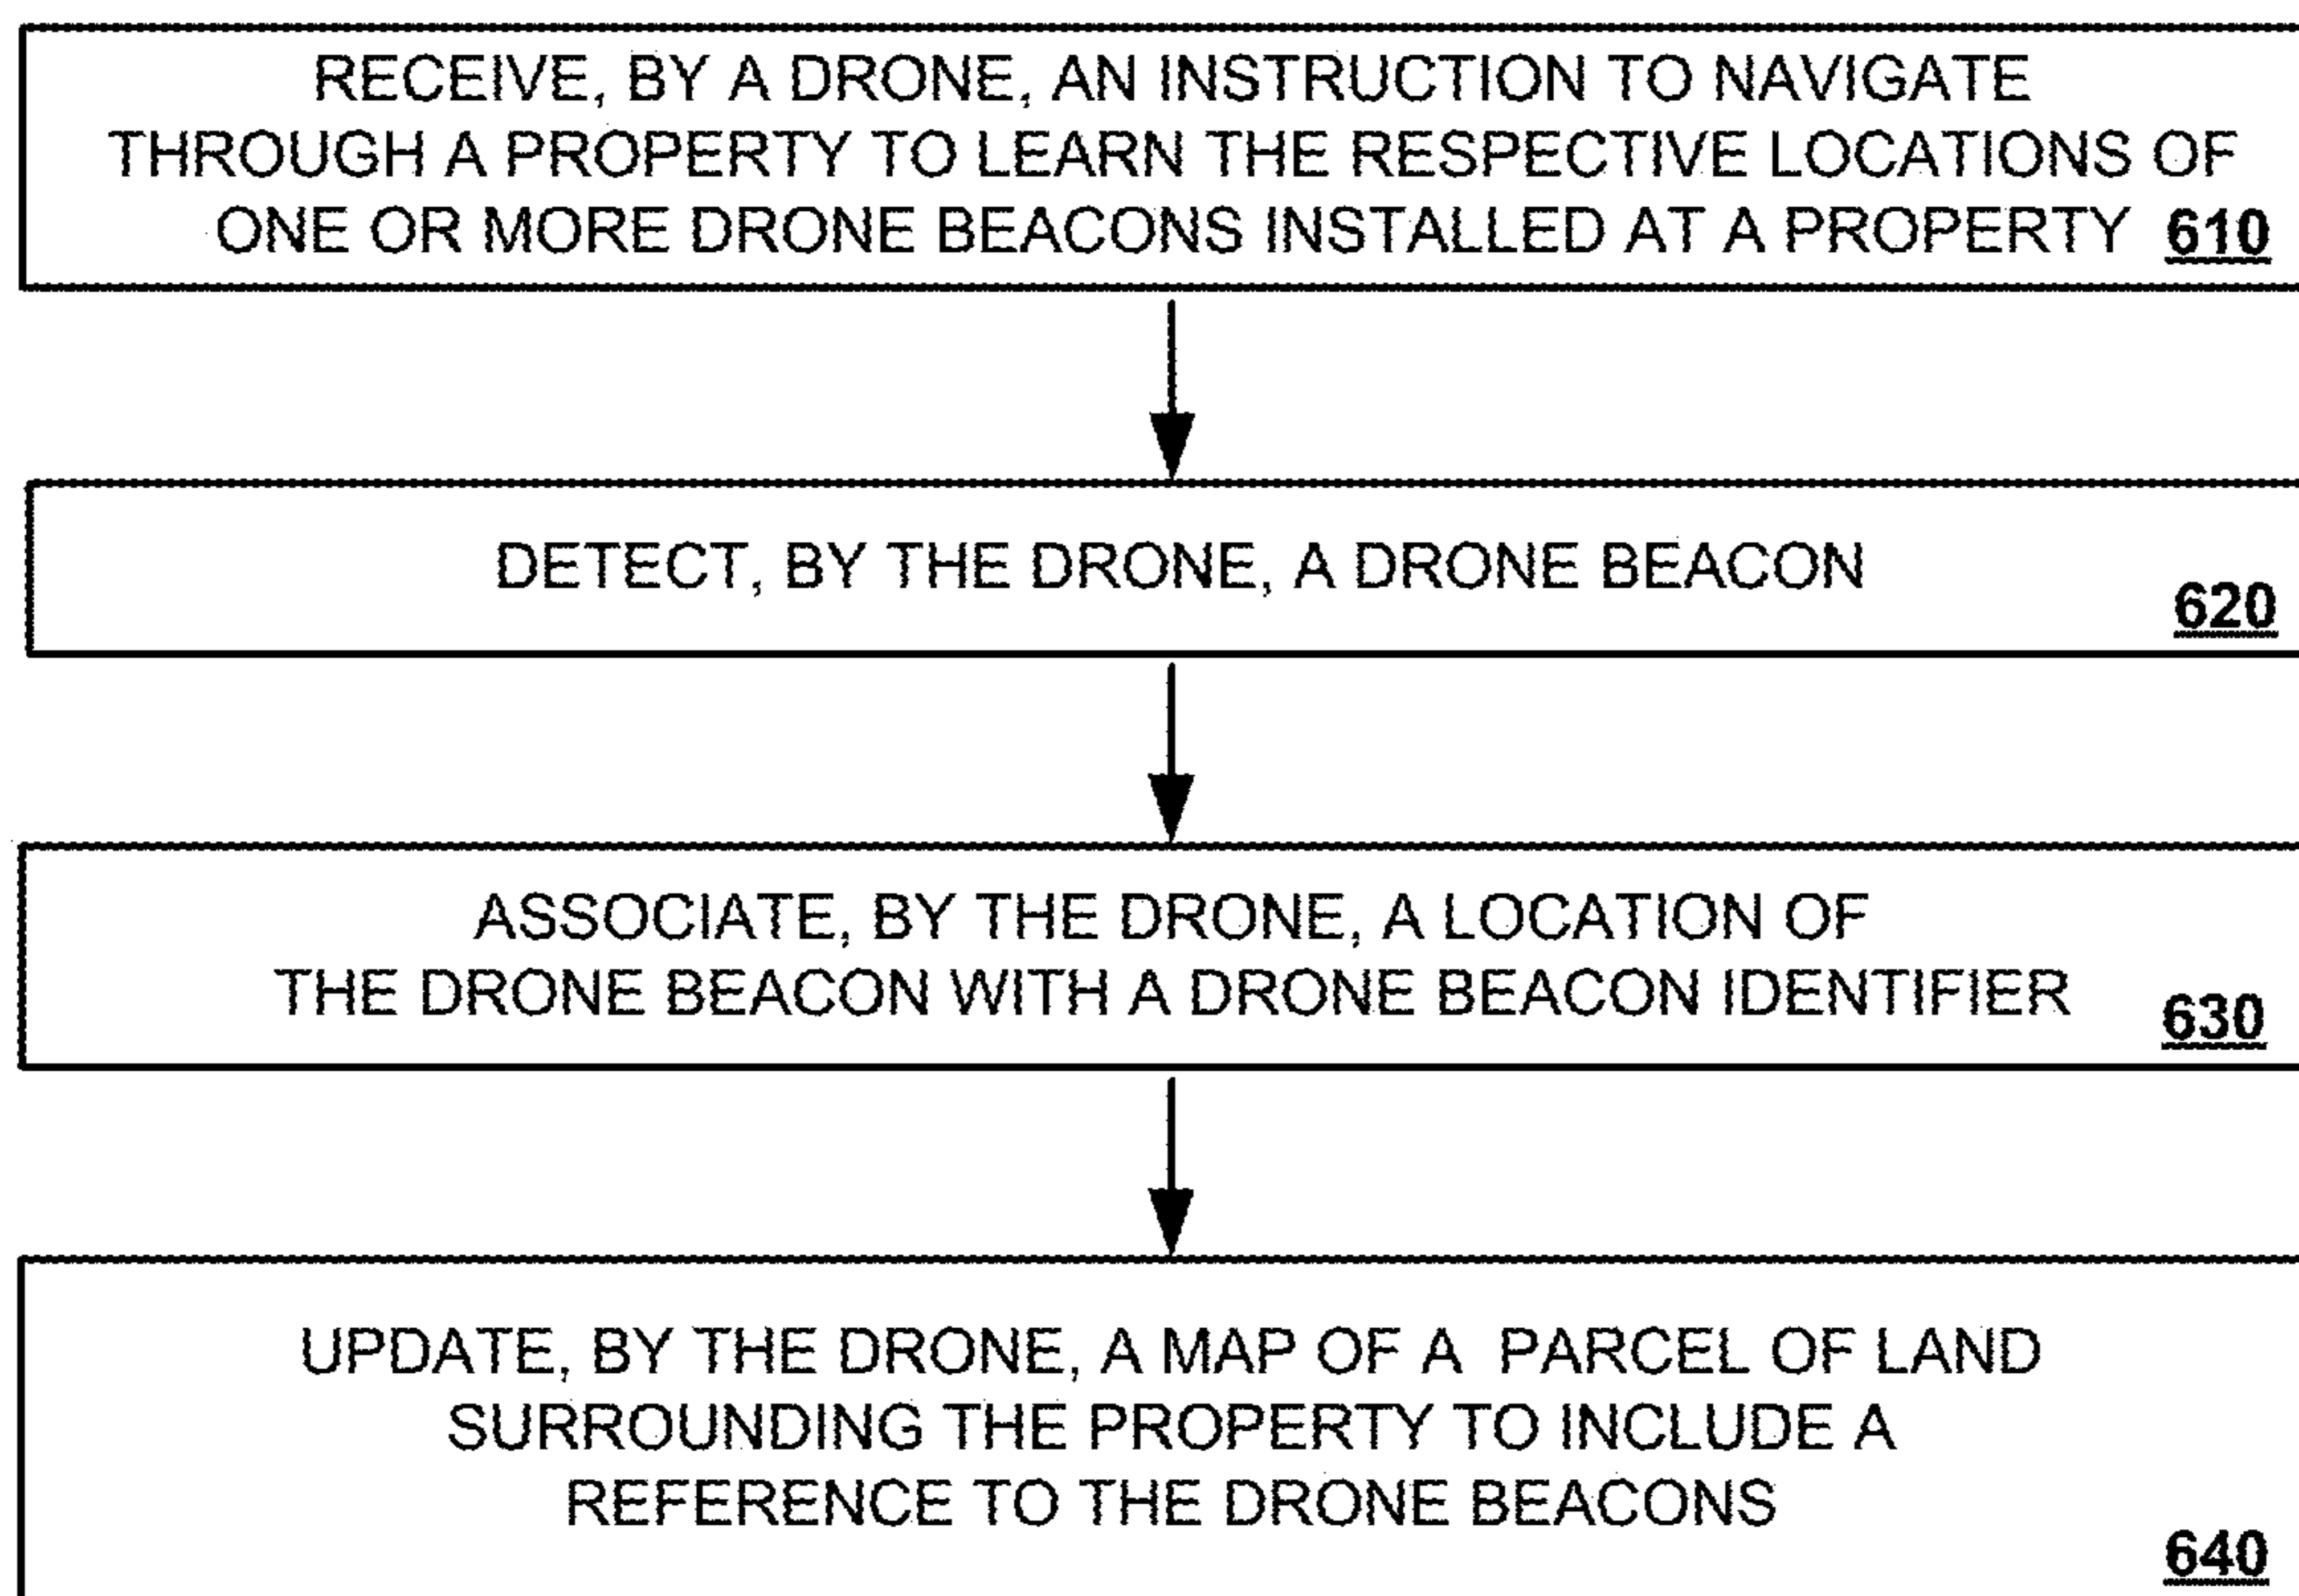 RECEIVE, BY A DRONE, AN INSTRUCTION TO NAVIGATE
THROUGH A PROPERTY TO LEARN THE RESPECTIVE LOCATIONS OF
ONE OR MORE DRONE BEACONS INSTALLED AT A PROPERTY 610
DETECT, BY THE DRONE, A DRONE BEACON
620
ASSOCIATE, BY THE DRONE, A LOCATION OF
THE DRONE BEACON WITH A DRONE BEACON IDENTIFIER
630
UPDATE, BY THE DRONE, A MAP OF A PARCEL OF LAND
SURROUNDING THE PROPERTY TO INCLUDE A
REFERENCE TO THE DRONE BEACONS
640